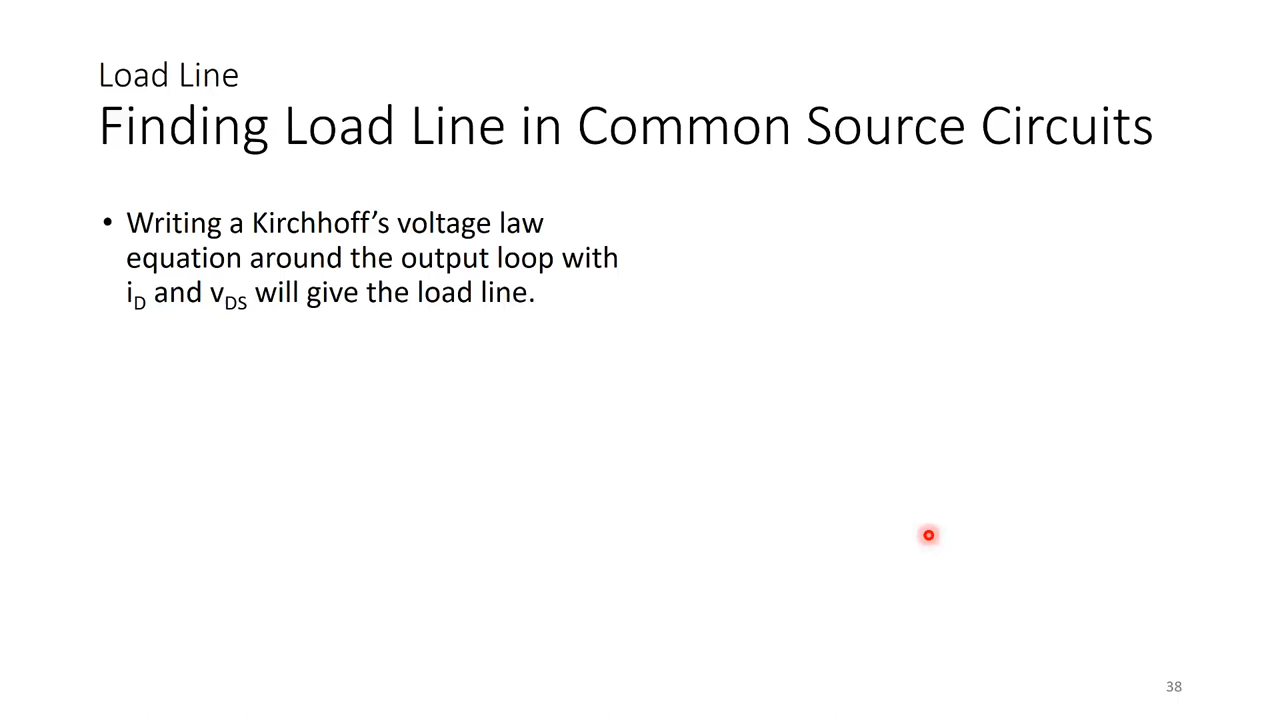 Load Line
Finding Load Line in Common Source Circuits
• Writing a Kirchhoff’s voltage law
equation around the output loop with
iD and vDS will give the load line.
38